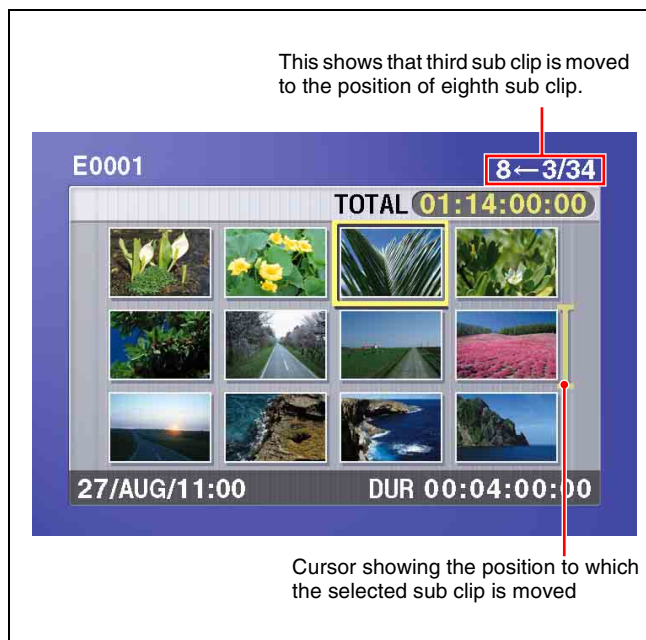 This shows that third sub clip is moved
to the position of eighth sub clip.
E0001
8←3/34
TOTAL 01:14:00:00
27/AUG/11:00
DUR 00:04:00:00
Cursor showing the position to which
the selected sub clip is moved